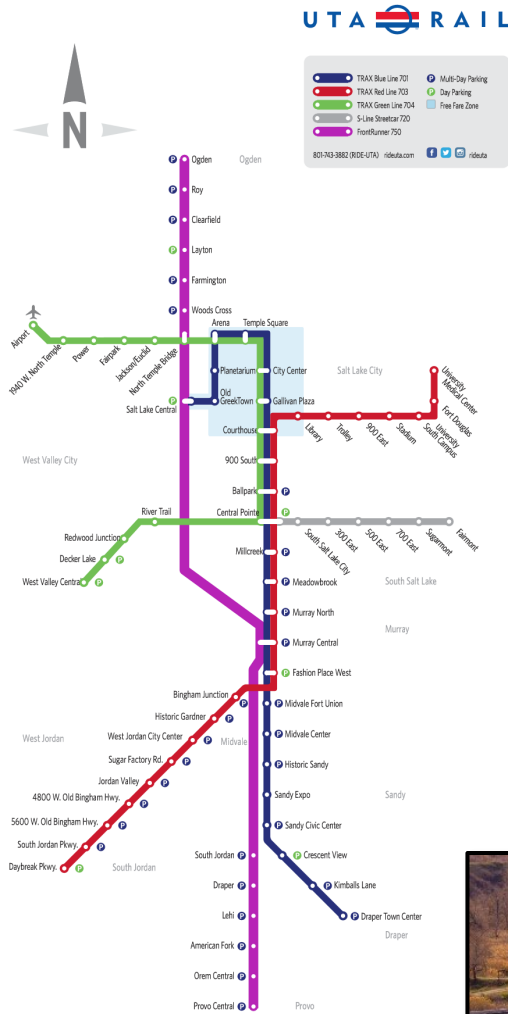 UTA RAIL
TRAX Blue Line 701
TRAX Red Line 703
TRAX Green Line 704
S-Line Streetcar 720
FrontRunner 750
P Multi-Day Parking
P Day Parking
Free Fare Zone
801-743-3882 (RIDE-UTA) rideuta.com
f
rideuta
N
P Ogden
Ogden
P Roy
P Clearfield
P Layton
P Farmington
P Woods Cross
Arena
Temple Square
Airport
1940 W. North Temple
Power
Fairpark
Jackson/Euclid
North Temple Bridge
Planetarium
City Center
Salt Lake City
Old
GreekTown
Gallivan Plaza
P
Salt Lake Central
Courthouse
University
Medical Center
Fort Douglas
University
South Campus
Stadium
900 East
Trolley
Library
West Valley City
900 South
Ballpark P
River Trail
Central Pointe P
Redwood Junction
Decker Lake P
West Valley Central P
South Salt Lake City
300 East
500 East
700 East
Sugarmont
Fairmont
Millcreek P
P Meadowbrook
South Salt Lake
P Murray North
Murray
P Murray Central
P Fashion Place West
Bingham Junction P
P Midvale Fort Union
Historic Gardner P
West Jordan
West Jordan City Center P
Midvale
P Midvale Center
Sugar Factory Rd. P
P Historic Sandy
Jordan Valley P
4800 W. Old Bingham Hwy. P
Sandy Expo
Sandy
5600 W. Old Bingham Hwy. P
P Sandy Civic Center
South Jordan Pkwy. P
Daybreak Pkwy. P
South Jordan
South Jordan P
P Crescent View
Draper P
P Kimballs Lane
Lehi P
P Draper Town Center
Draper
American Fork P
Orem Central P
Provo Central P
Provo